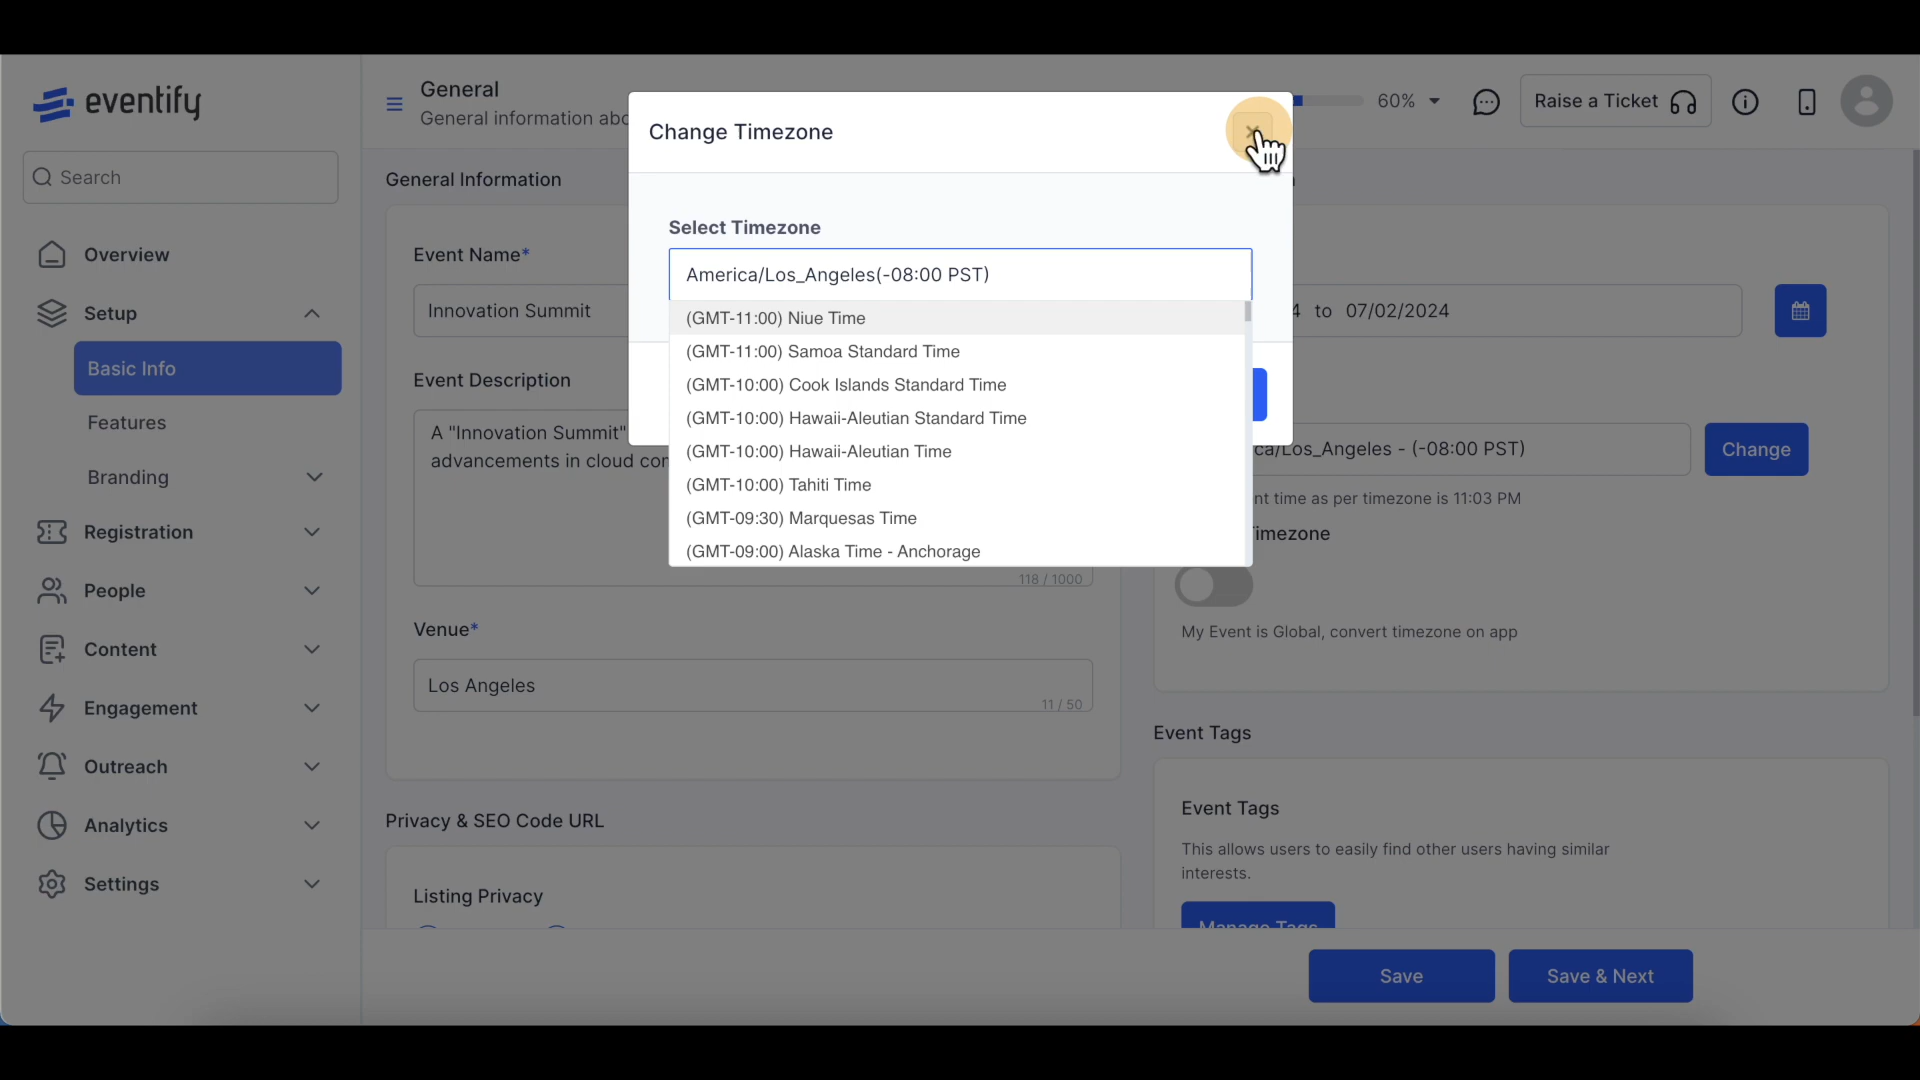 eventify
Search
Overview
Setup
Basic Info
Features
Branding
Registration
People
Content
Engagement
Outreach
Analytics
Settings
General
General information
60%
Raise a Ticket
Change Timezone
Select Timezone
America/Los_Angeles(-08:00 PST)
(GMT-11:00) Niue Time
(GMT-11:00) Samoa Standard Time
(GMT-10:00) Cook Islands Standard Time
(GMT-10:00) Hawaii-Aleutian Standard Time
(GMT-10:00) Hawaii-Aleutian Time
(GMT-10:00) Tahiti Time
(GMT-09:30) Marquesas Time
(GMT-09:00) Alaska Time - Anchorage
General Information
Event Name*
Innovation Summit
Event Description
A "Innovation Summit"
advancements in cloud
118 / 1000
Venue*
Los Angeles
11 / 50
Privacy & SEO Code URL
Listing Privacy
4 to 07/02/2024
ca/Los_Angeles - (-08:00 PST)
Change
nt time as per timezone is 11:03 PM
Timezone
My Event is Global, convert timezone on app
Event Tags
Event Tags
This allows users to easily find other users having similar
interests.
Manage Tags
Save
Save & Next